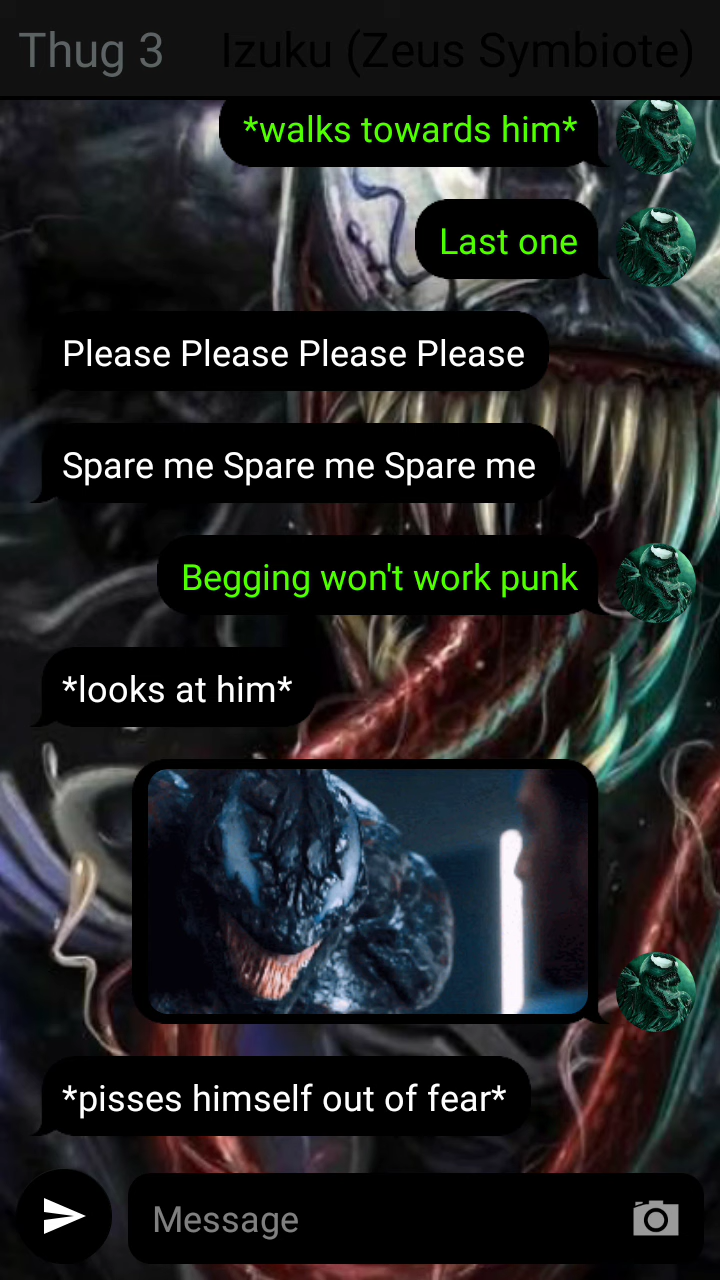 Thug 3 Izuku (Zeus Symbiote)
*walks towards him*
Last one
Please Please Please Please
Spare me Spare me Spare me
Begging won't work punk
*looks at him*
*pisses himself out of fear*
Message